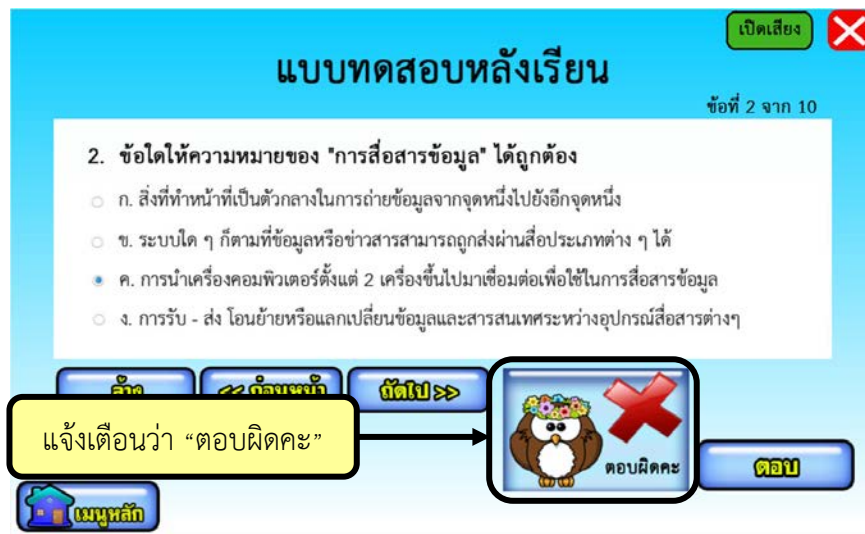 เปิดเสียง
แบบทดสอบหลังเรียน
ข้อที่ 2 จาก 10
2. ข้อใดให้ความหมายของ "การสื่อสารข้อมูล" ได้ถูกต้อง
ก. สิ่งที่ทำหน้าที่เป็นตัวกลางในการถ่ายข้อมูลจากจุดหนึ่งไปยังอีกจุดหนึ่ง
ข. ระบบใด ๆ ก็ตามที่ข้อมูลหรือข่าวสารสามารถถูกส่งผ่านสื่อประเภทต่าง ๆ ได้
ค. การนำเครื่องคอมพิวเตอร์ตั้งแต่ 2 เครื่องขึ้นไปมาเชื่อมต่อเพื่อใช้ในการสื่อสารข้อมูล
ง. การรับ - ส่ง โอนย้ายหรือแลกเปลี่ยนข้อมูลและสารสนเทศระหว่างอุปกรณ์สื่อสารต่างๆ
ล้าง << ก่อนหน้า ถัดไป >>
แจ้งเตือนว่า “ตอบผิดคะ”
ตอบผิดคะ
ตอบ
เมนูหลัก